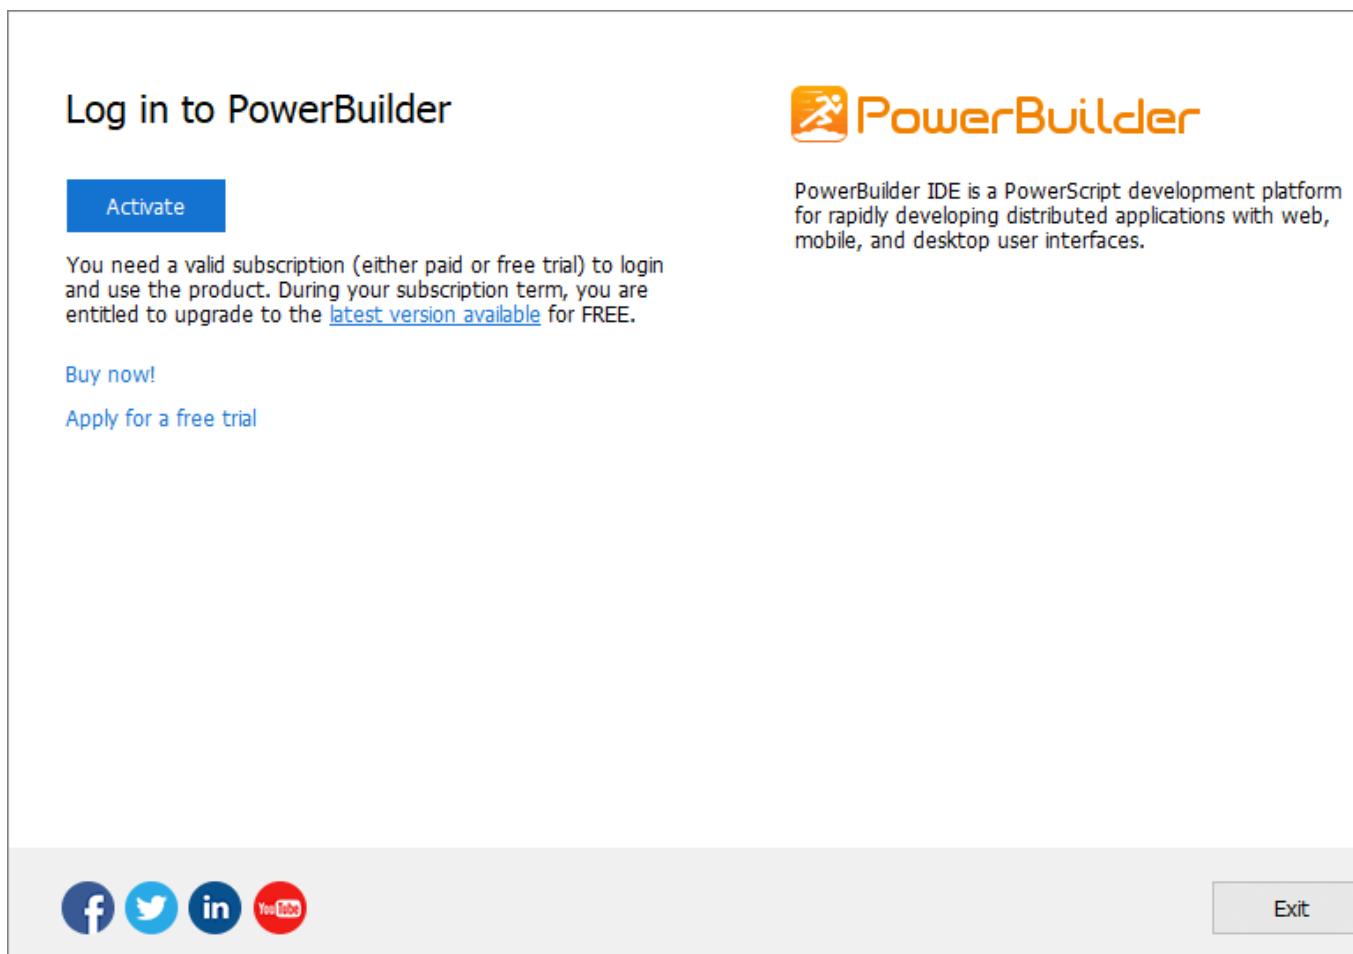 Log in to PowerBuilder
Activate
You need a valid subscription (either paid or free trial) to login
and use the product. During your subscription term, you are
entitled to upgrade to the latest version available for FREE.
Buy now!
Apply for a free trial
PowerBuilder
PowerBuilder IDE is a PowerScript development platform
for rapidly developing distributed applications with web,
mobile, and desktop user interfaces.
f
in
YouTube
Exit